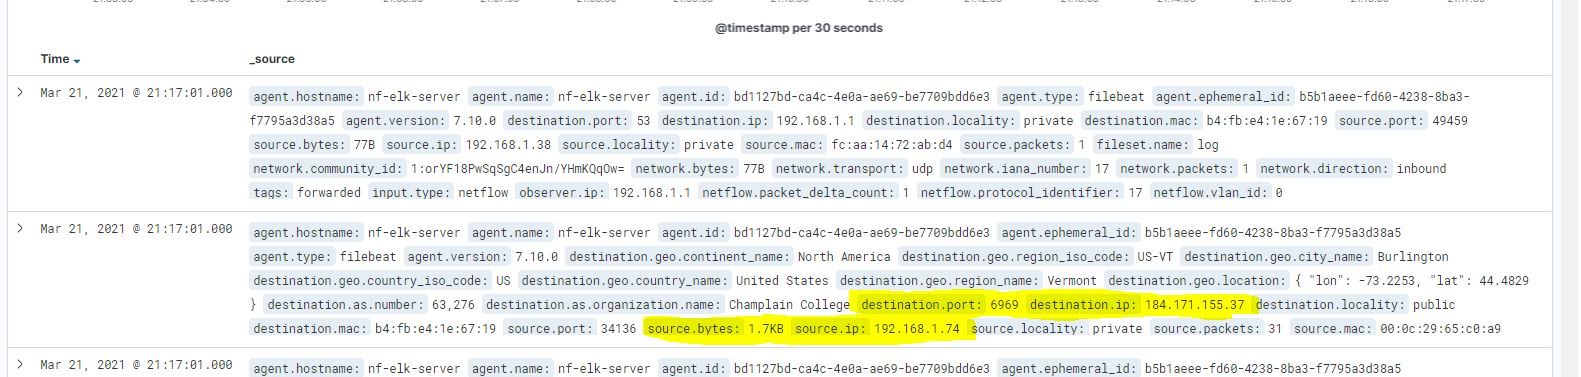 @timestamp per 30 seconds
Time _source
Mar 21, 2021 @ 21:17:01.000 agent.hostname: nf-elk-server agent.name: nf-elk-server agent.id: bd1127bd-ca4c-4e0a-ae69-be7709bdd6e3 agent.type: filebeat agent.ephemeral_id: b5b1aeee-fd60-4238-8ba3-
f7795a3d38a5 agent.version: 7.10.0 destination.port: 53 destination.ip: 192.168.1.1 destination.locality: private destination.mac: b4:fb:e4:1e:67:19 source.port: 49459
source.bytes: 77B source.ip: 192.168.1.38 source.locality: private source.mac: fc:aa:14:72:ab:d4 source.packets: 1 fileset.name: log
network.community_id: 1:orYF18PwSqSgC4enJn/YHmKQqOw= network.bytes: 77B network.transport: udp network.iana_number: 17 network.packets: 1 network.direction: inbound
tags: forwarded input.type: netflow observer.ip: 192.168.1.1 netflow.packet_delta_count: 1 netflow.protocol_identifier: 17 netflow.vlan_id: 0
Mar 21, 2021 @ 21:17:01.000 agent.hostname: nf-elk-server agent.name: nf-elk-server agent.id: bd1127bd-ca4c-4e0a-ae69-be7709bdd6e3 agent.ephemeral_id: b5b1aeee-fd60-4238-8ba3-f7795a3d38a5
agent.type: filebeat agent.version: 7.10.0 destination.geo.continent_name: North America destination.geo.region_iso_code: US-VT destination.geo.city_name: Burlington
destination.geo.country_iso_code: US destination.geo.country_name: United States destination.geo.region_name: Vermont destination.geo.location: { "lon": -73.2253, "lat": 44.4829
} destination.as.number: 63,276 destination.as.organization.name: Champlain College destination.port: 6969 destination.ip: 184.171.155.37 destination.locality: public
destination.mac: b4:fb:e4:1e:67:19 source.port: 34136 source.bytes: 1.7KB source.ip: 192.168.1.74 source.locality: private source.packets: 31 source.mac: 00:0c:29:65:c0:a9
Mar 21, 2021 @ 21:17:01.000 agent.hostname: nf-elk-server agent.name: nf-elk-server agent.id: bd1127bd-ca4c-4e0a-ae69-be7709bdd6e3 agent.ephemeral_id: b5b1aeee-fd60-4238-8ba3-f7795a3d38a5